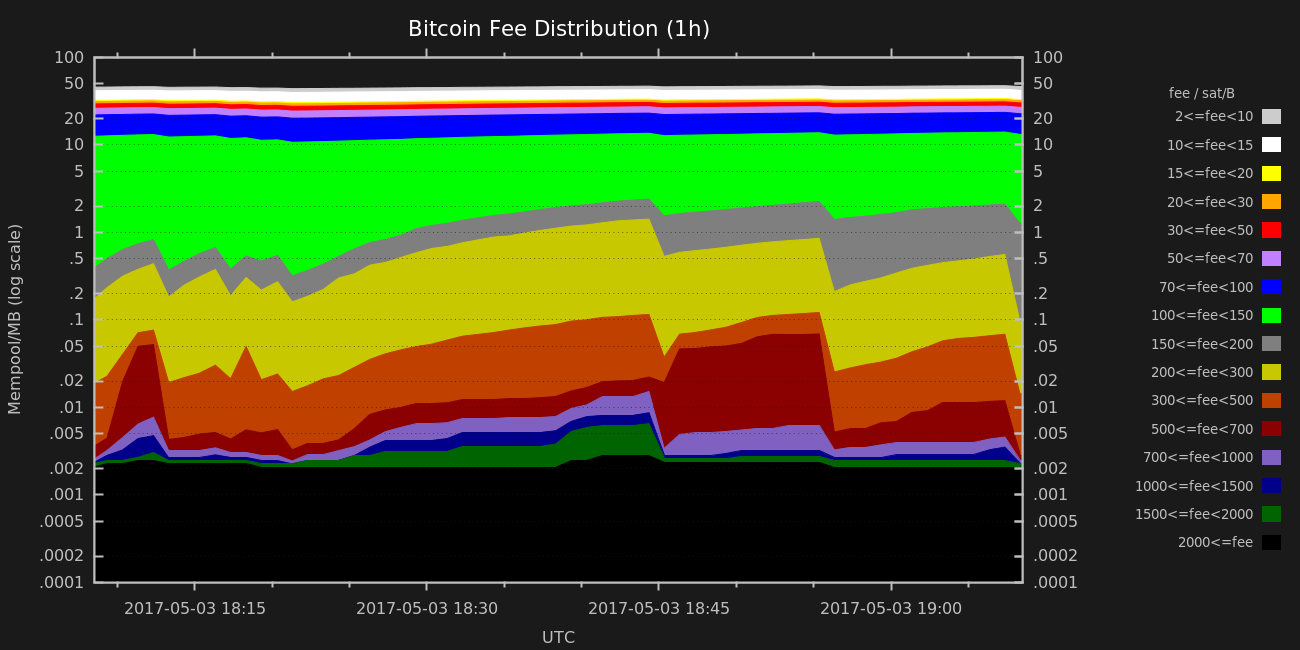 Bitcoin Fee Distribution (1h)
100 100
50 50
20 20
10 10
5 5
2 2
1 1
.5 .5
.2 .2
.1 .1
.05 .05
.02 .02
.01 .01
.005 .005
.002 .002
.001 .001
.0005 .0005
.0002 .0002
.0001 .0001
Mempool/MB (log scale)
2017-05-03 18:15 2017-05-03 18:30 2017-05-03 18:45 2017-05-03 19:00
UTC
fee / sat/B
2<=fee<10
10<=fee<15
15<=fee<20
20<=fee<30
30<=fee<50
50<=fee<70
70<=fee<100
100<=fee<150
150<=fee<200
200<=fee<300
300<=fee<500
500<=fee<700
700<=fee<1000
1000<=fee<1500
1500<=fee<2000
2000<=fee